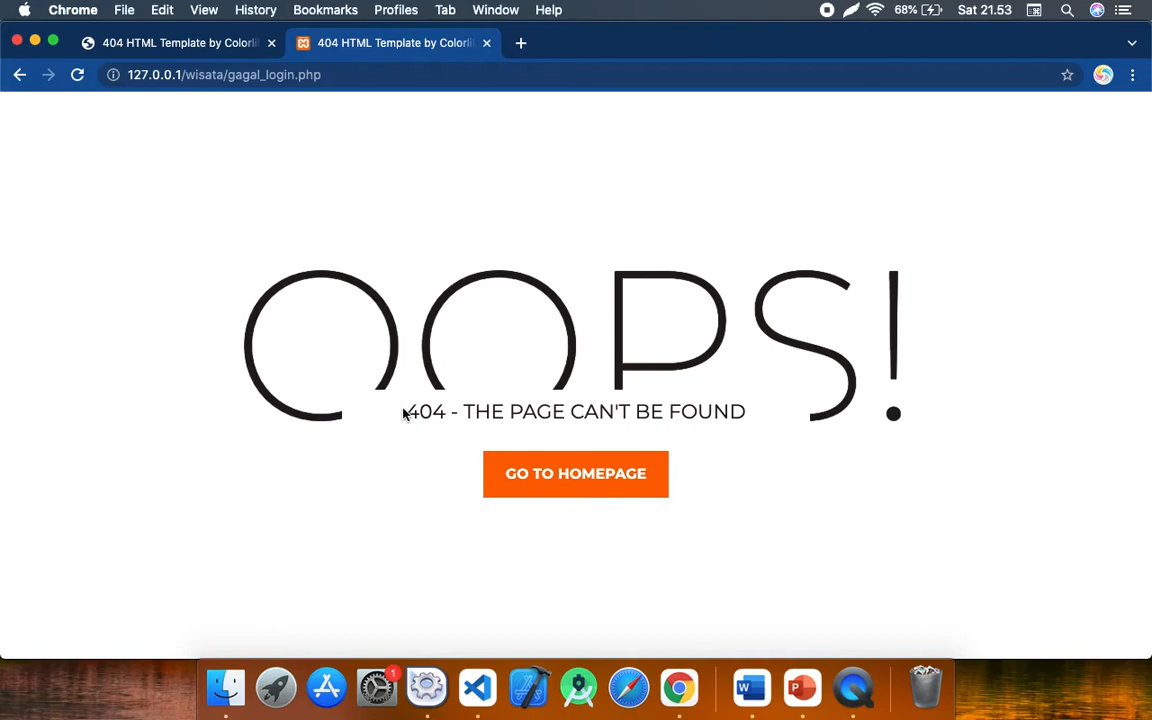 Chrome File Edit View History Bookmarks Profiles Tab Window Help 68% Sat 21.53
404 HTML Template by Colorli 404 HTML Template by Colorli
127.0.0.1/wisata/gagal_login.php
OOPS!
404 - THE PAGE CAN'T BE FOUND
GO TO HOMEPAGE
1
W P